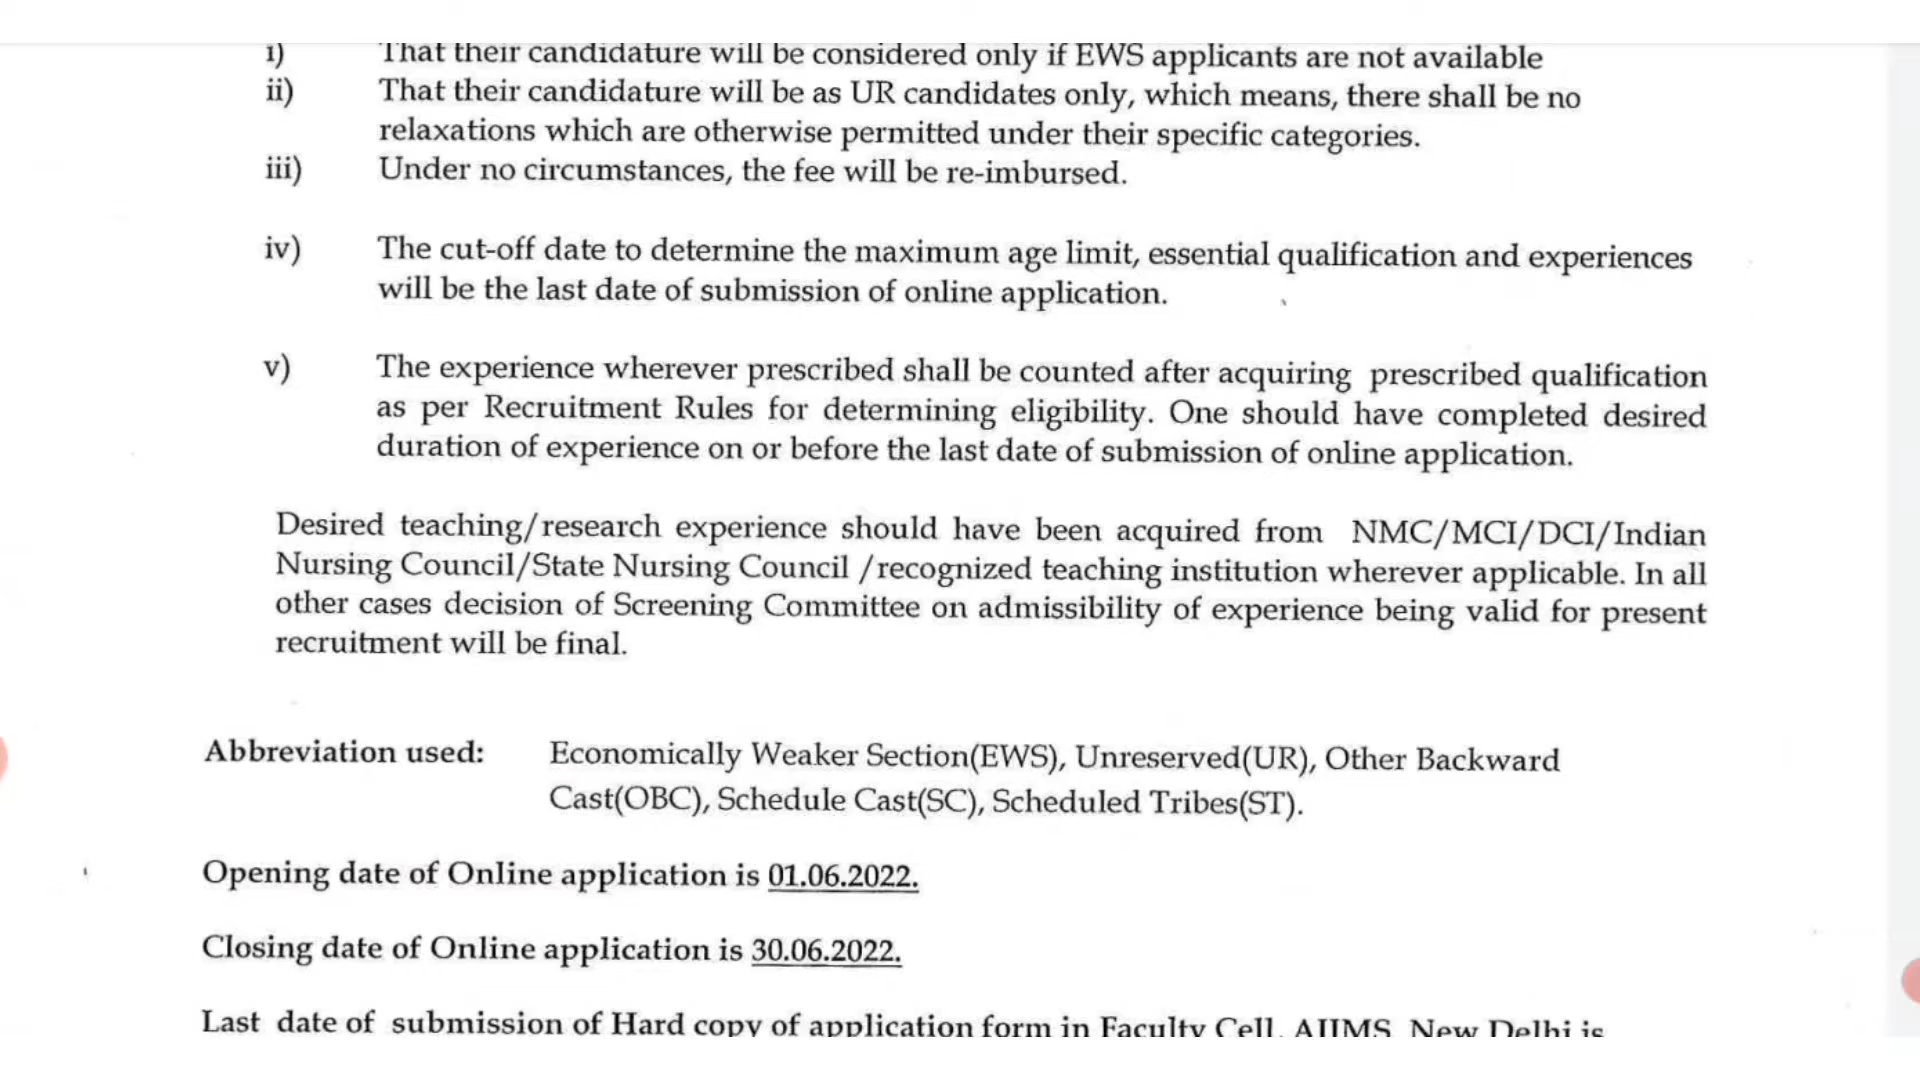 i) That their candidature will be considered only if EWS applicants are not available
ii) That their candidature will be as UR candidates only, which means, there shall be no
relaxations which are otherwise permitted under their specific categories.
iii) Under no circumstances, the fee will be re-imbursed.
iv) The cut-off date to determine the maximum age limit, essential qualification and experiences
will be the last date of submission of online application.
v) The experience wherever prescribed shall be counted after acquiring prescribed qualification
as per Recruitment Rules for determining eligibility. One should have completed desired
duration of experience on or before the last date of submission of online application.
Desired teaching/research experience should have been acquired from NMC/MCI/DCI/Indian
Nursing Council/State Nursing Council /recognized teaching institution wherever applicable. In all
other cases decision of Screening Committee on admissibility of experience being valid for present
recruitment will be final.
Abbreviation used: Economically Weaker Section(EWS), Unreserved(UR), Other Backward
Cast(OBC), Schedule Cast(SC), Scheduled Tribes(ST).
Opening date of Online application is 01.06.2022.
Closing date of Online application is 30.06.2022.
Last date of submission of Hard copy of application form in Faculty Cell, AIIMS, New Delhi is